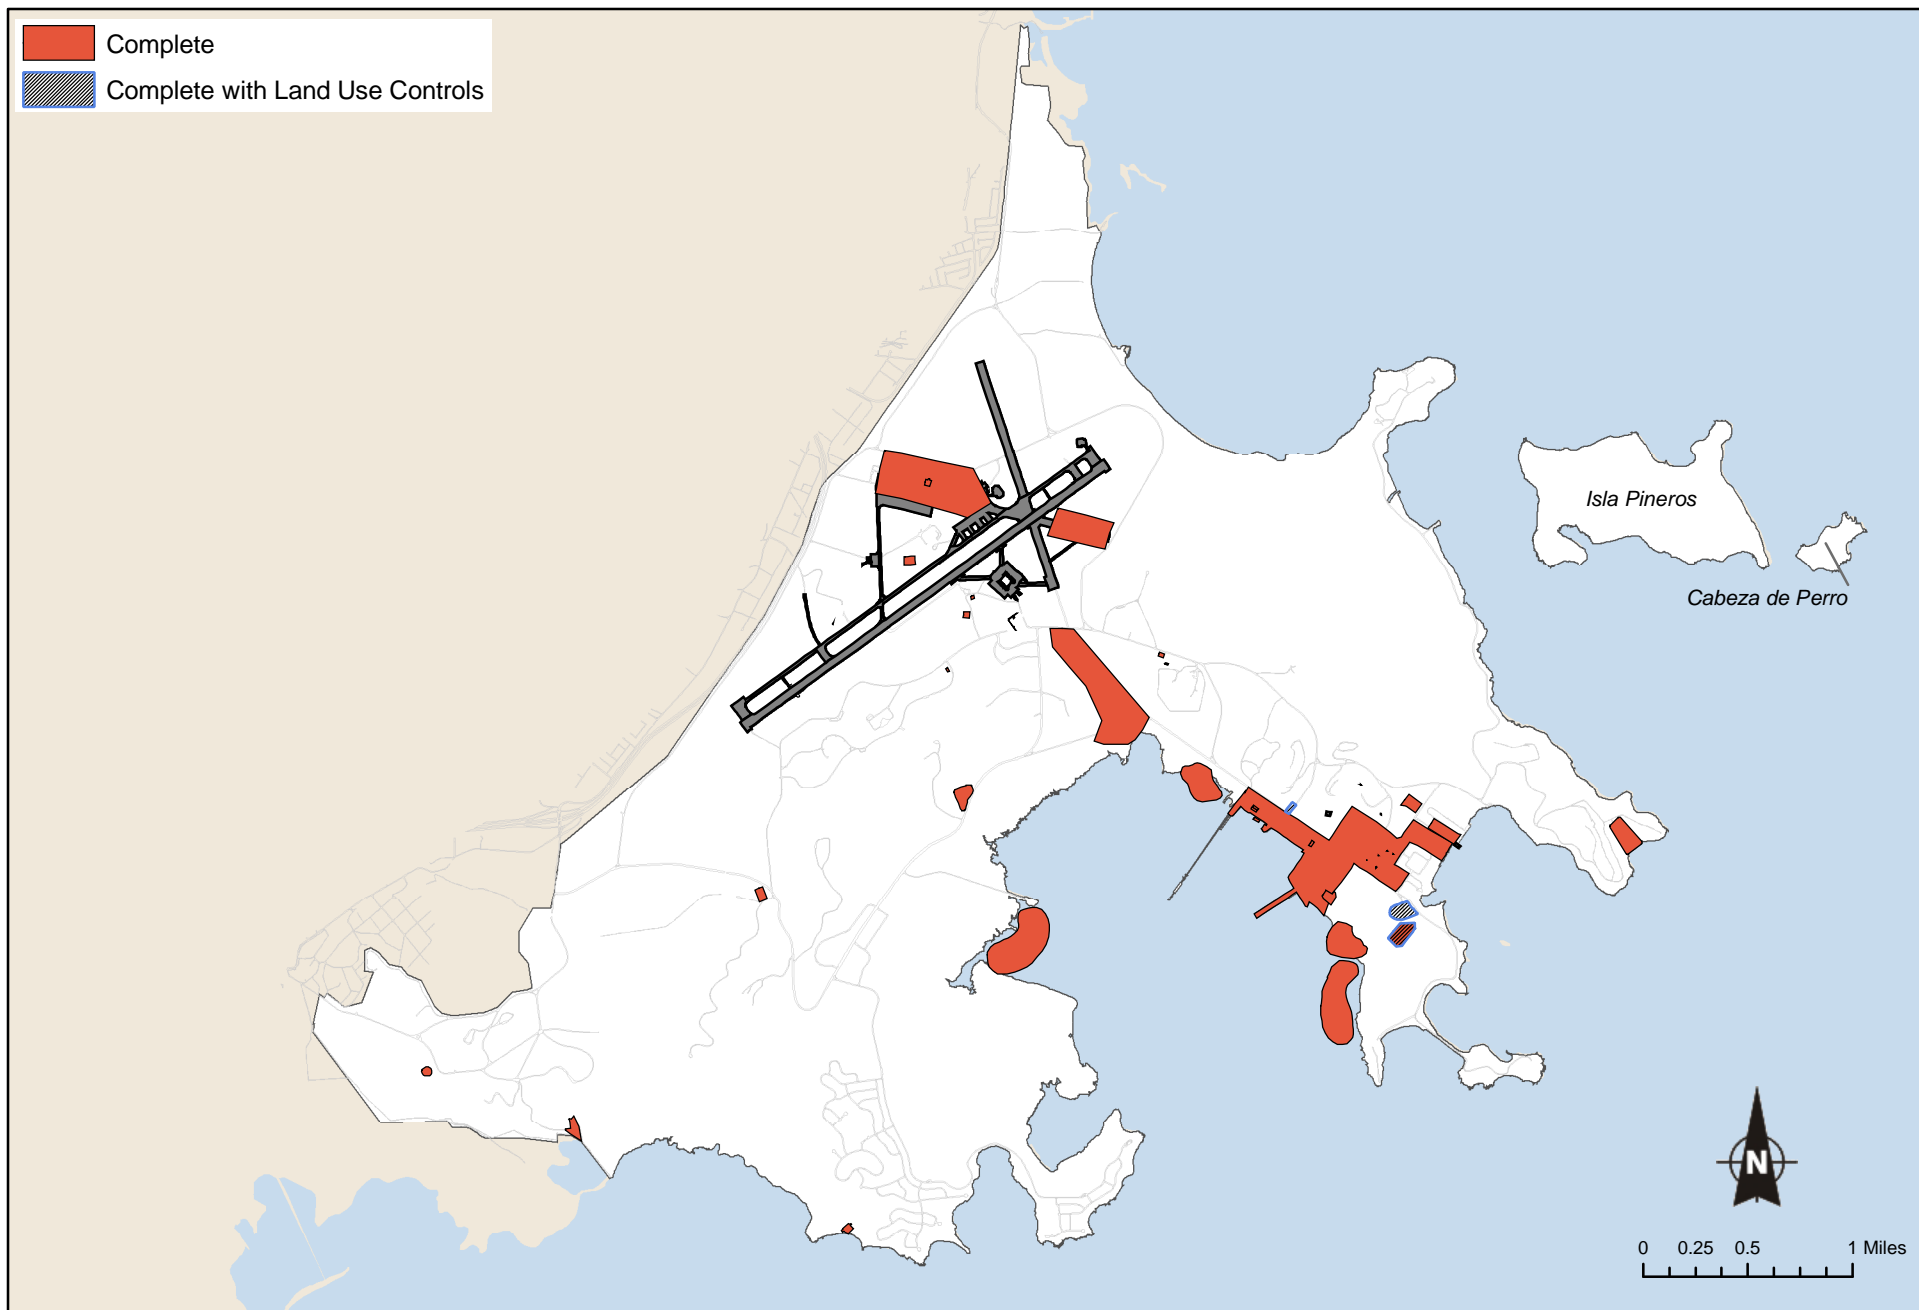 Complete
Complete with Land Use Controls
Isla Pineros
Cabeza de Perro
N
0 0.25 0.5 1 Miles